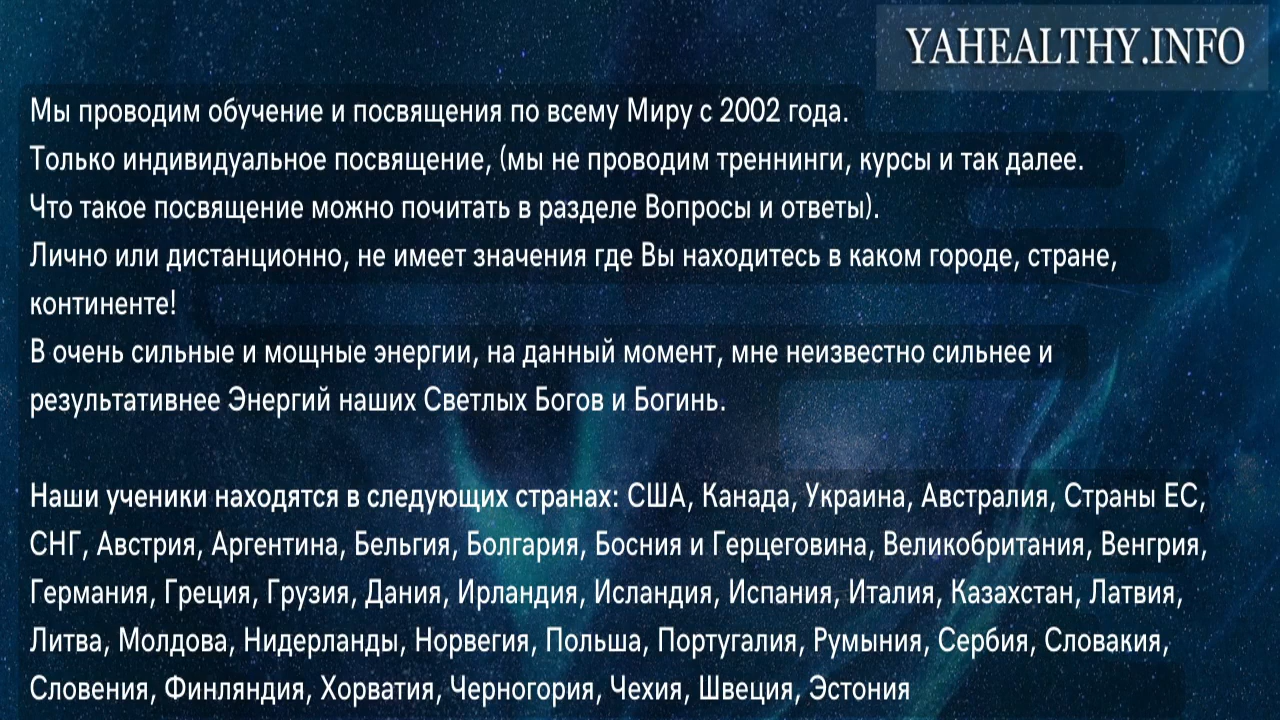 YAHEALTHY.INFO
Мы проводим обучение и посвящения по всему Миру с 2002 года.
Только индивидуальное посвящение, (мы не проводим треннинги, курсы и так далее.
Что такое посвящение можно почитать в разделе Вопросы и ответы).
Лично или дистанционно, не имеет значения где Вы находитесь в каком городе, стране,
континенте!
В очень сильные и мощные энергии, на данный момент, мне неизвестно сильнее и
результативнее Энергий наших Светлых Богов и Богинь.
Наши ученики находятся в следующих странах: США, Канада, Украина, Австралия, Страны ЕС,
СНГ, Австрия, Аргентина, Бельгия, Болгария, Босния и Герцеговина, Великобритания, Венгрия,
Германия, Греция, Грузия, Дания, Ирландия, Исландия, Испания, Италия, Казахстан, Латвия,
Литва, Молдова, Нидерланды, Норвегия, Польша, Португалия, Румыния, Сербия, Словакия,
Словения, Финляндия, Хорватия, Черногория, Чехия, Швеция, Эстония